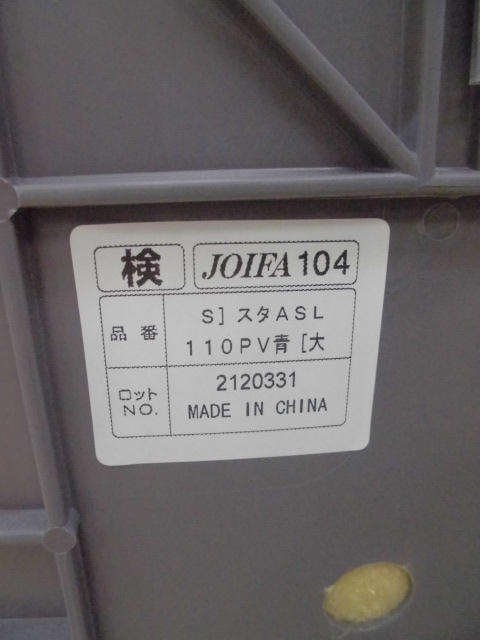 検 JOIFA104
品番 S] スタASL
110PV青 [大
ロット
NO. 2120331
MADE IN CHINA